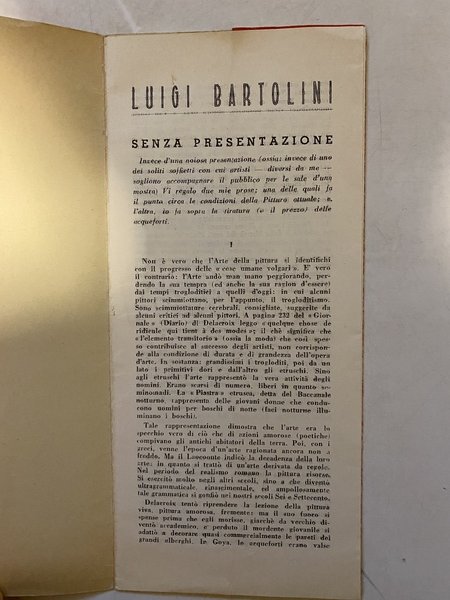 LUIGI BARTOLINI
SENZA PRESENTAZIONE
Invece d'una noiosa presentazione (ossia: invece di uno
dei soliti soffietti con cui artisti — diversi da me —
sogliono accompagnare il pubblico per le sale d'una
mostra) Vi regalo due mie prose; una delle quali fa
il punto circa le condizioni della Pittura attuale; e,
l'altra, io fa sopra la tiratura (e il prezzo) delle
acqueforti.
I
Non è vero che l'Arte della pittura si identifichi
con il progresso delle « cose umane volgari ». E' vero
il contrario: l'Arte andò man mano peggiorando, per-
dendo la sua tempra (ed anche la sua ragion d'essere)
dai tempi trogloditici a quelli d'oggi: in cui alcuni
pittori scimmiottano, per l'appunto, il trogloditismo.
Sono scimmiottature cerebrali, consigliate, suggerite da
alcuni critici ad alcuni pittori. A pagina 232 del «Gior-
nale » (Diario) di Delacroix leggo «quelque chose de
ridicule qui tient à des modes »; il chè significa che
«l'elemento transitorio » (ossia la moda) che così spes-
so contribuisce al successo degli artisti, non corrispon-
de alla condizione di durata e di grandezza dell'opera
d'arte. In sostanza: grandissimi i trogloditi, poi da un
lato i primitivi dori e dall'altro gli etruschi. Sino
agli etruschi l'arte rappresentò la vera attività degli
uomini. Erano scarsi di numero, liberi in quanto se-
minomadi. La « Piastra » etrusca, detta del Baccanale
notturno, rappresenta delle giovani donne che condu-
cono uomini per boschi di notte (faci notturne illumi-
nano i boschi).
Tale rappresentazione dimostra che l'arte era lo
specchio vero di ciò che di azioni amorose (poetiche)
compivano gli antichi abitatori della terra. Poi, con i
greci, venne l'epoca d'un'arte ragionata ancora non a
freddo. Ma il Laocoonte indicò la decadenza della loro
arte: in quanto si trattò di un'arte derivata da regole.
Nel periodo del realismo romano la pittura risorse.
Si esercitò molto negli altri secoli, sino a che diventò
ultragrammaticale, rinascimentale, ed ampollosamente
tale grammatica si gonfiò nei nostri secoli Sei e Settecento.
Delacroix tentò riprendere la lezione della pittura
viva, pittura amorosa, fremente: ma il suo fuoco si
spense prima che egli morisse, giacchè da vecchio di-
ventò accademico, e perduto il mordente giovanile si
adattò a decorare quasi commercialmente le pareti dei
grandi alberghi. Le Goya, le acqueforti erano valse